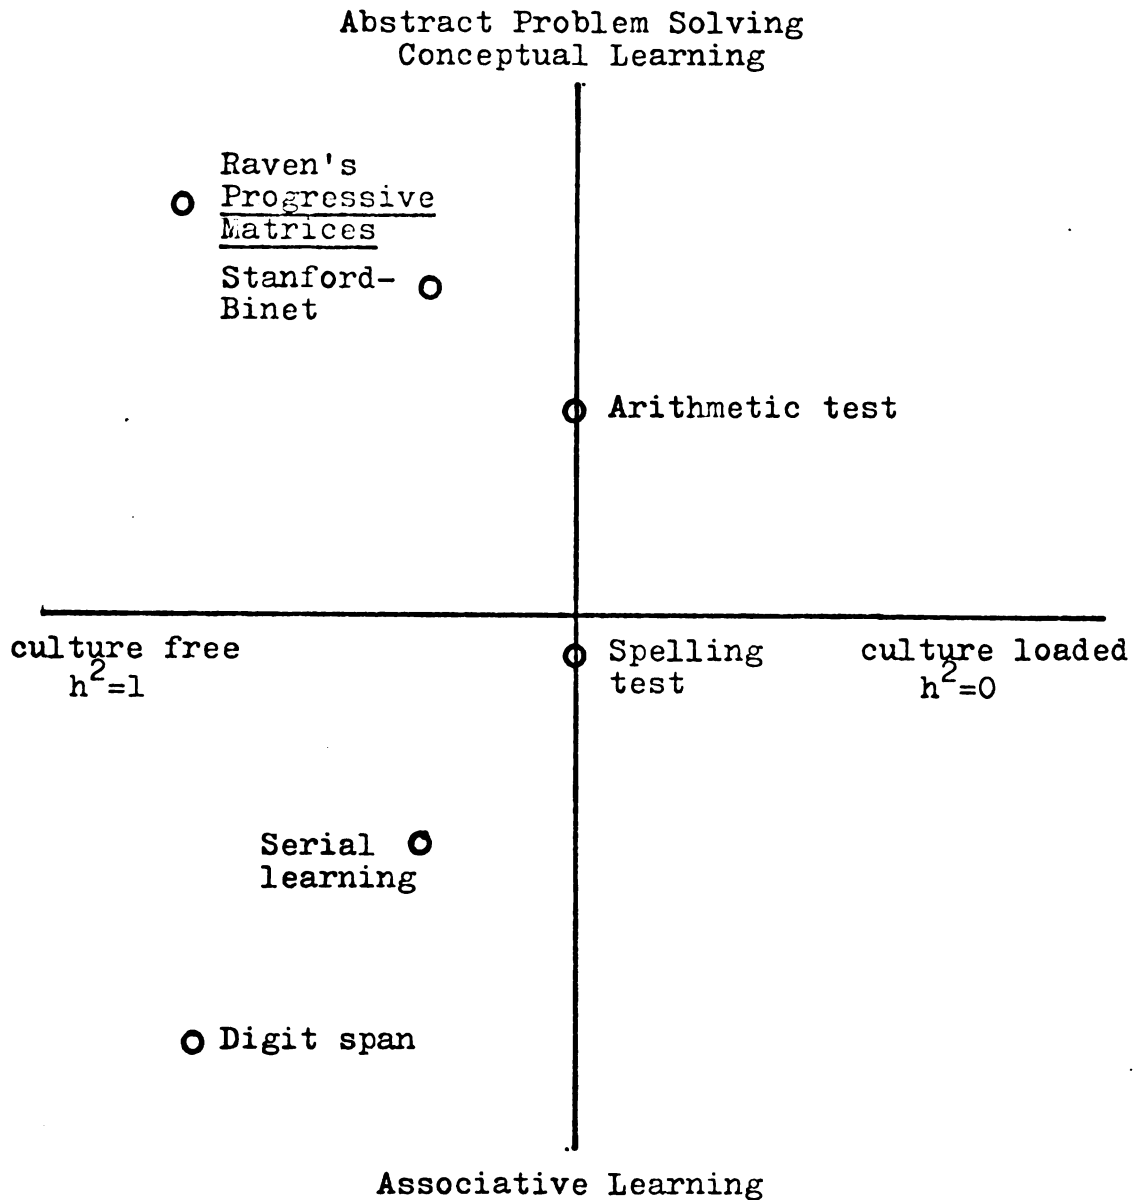 Abstract Problem Solving
Conceptual Learning
Raven's
Progressive
Matrices
Stanford-
Binet
Arithmetic test
culture free
h²=1
Spelling
test
culture loaded
h²=0
Serial
learning
Digit span
Associative Learning